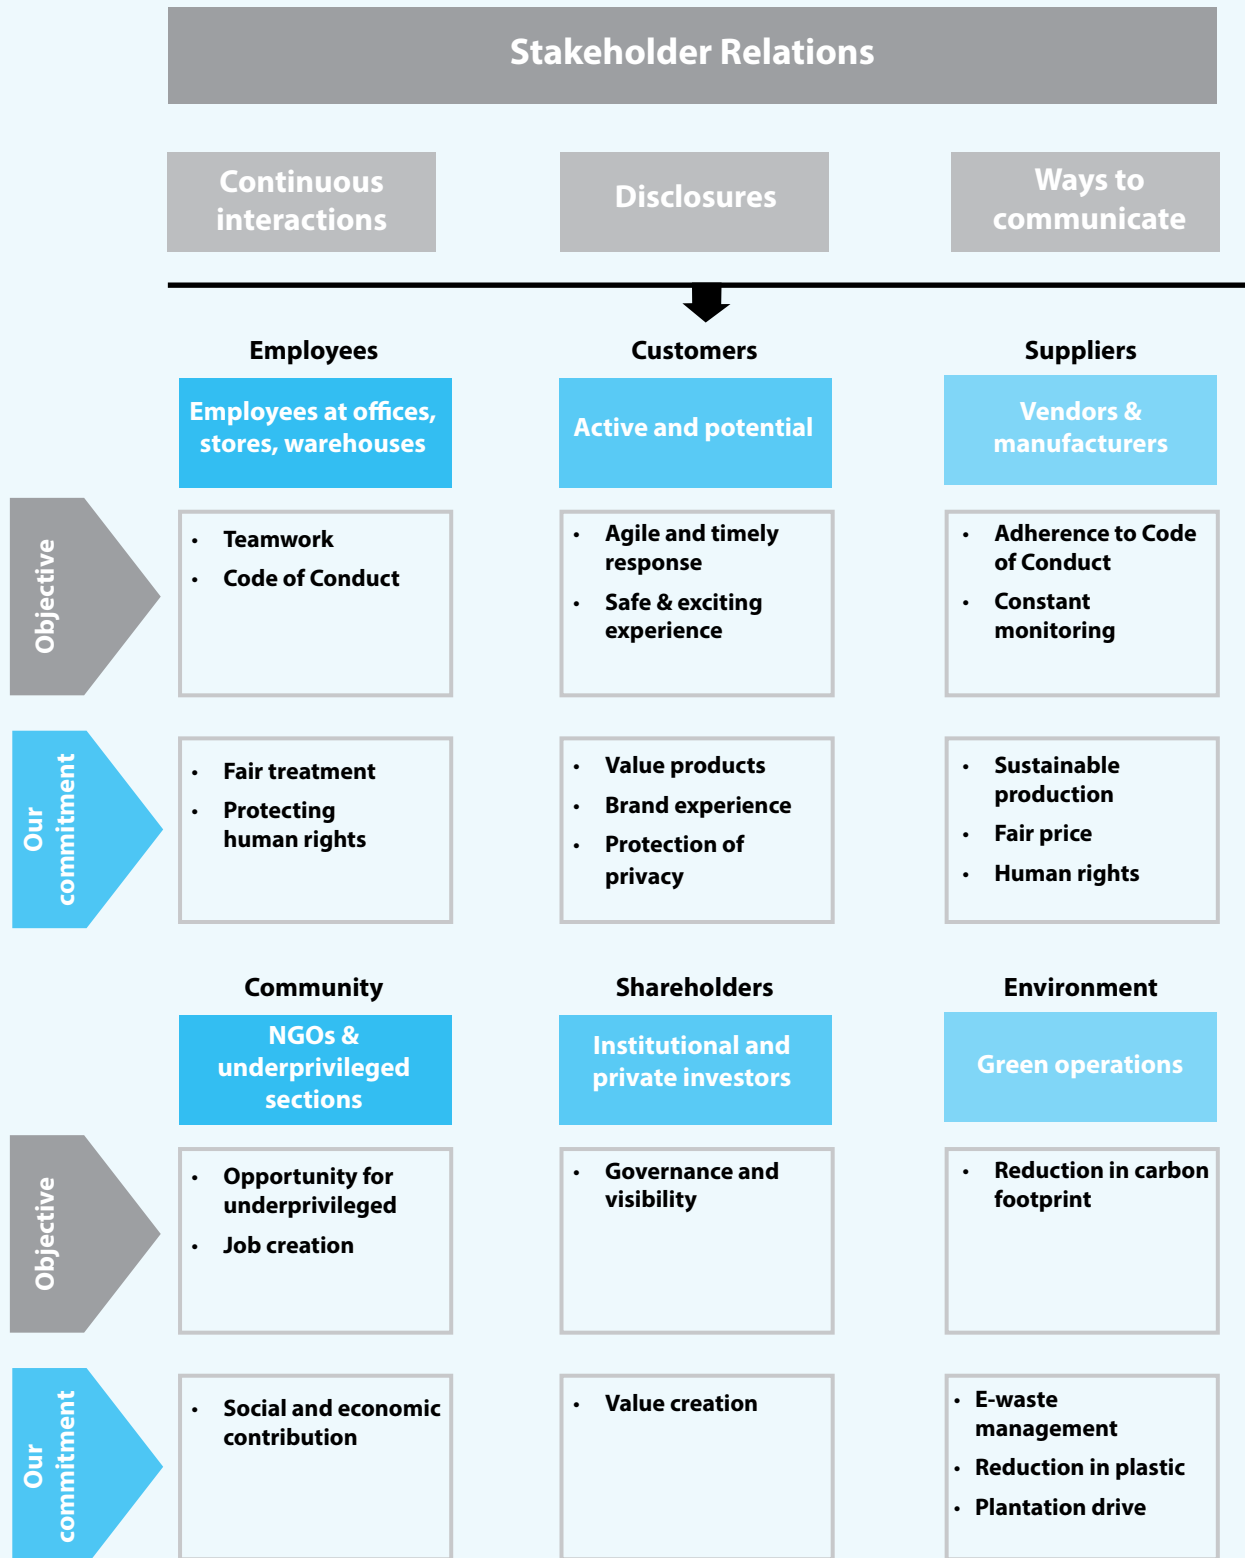 Stakeholder Relations
Continuous
interactions
Disclosures
Ways to
communicate
Employees
Customers
Suppliers
Employees at offices,
stores, warehouses
Active and potential
Vendors &
manufacturers
Objective
• Teamwork
• Code of Conduct
• Agile and timely
response
• Safe & exciting
experience
• Adherence to Code
of Conduct
• Constant
monitoring
Our
commitment
• Fair treatment
• Protecting
human rights
• Value products
• Brand experience
• Protection of
privacy
• Sustainable
production
• Fair price
• Human rights
Community
Shareholders
Environment
NGOs &
underprivileged
sections
Institutional and
private investors
Green operations
Objective
• Opportunity for
underprivileged
• Job creation
• Governance and
visibility
• Reduction in carbon
footprint
Our
commitment
• Social and economic
contribution
• Value creation
• E-waste
management
• Reduction in plastic
• Plantation drive